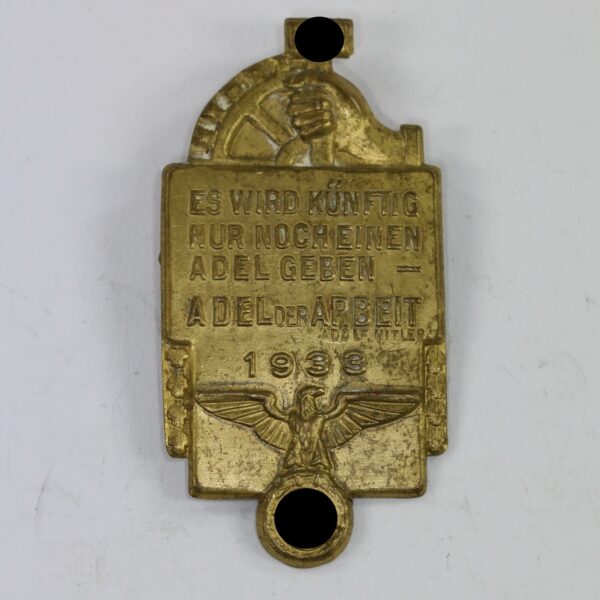 ES WIRD KÜNFTIG
NUR NOCH EINEN
ADEL GEBEN —
ADEL DER ARBEIT
ADOLF HITLER
1933